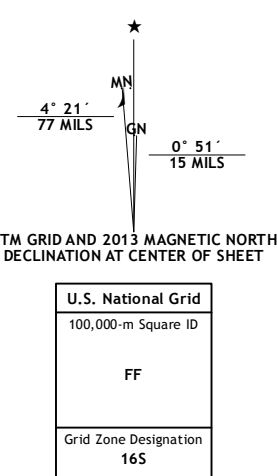 ★
MN
4° 21´
77 MILS
GN
0° 51´
15 MILS
TM GRID AND 2013 MAGNETIC NORTH
DECLINATION AT CENTER OF SHEET
U.S. National Grid
100,000-m Square ID
FF
Grid Zone Designation
16S